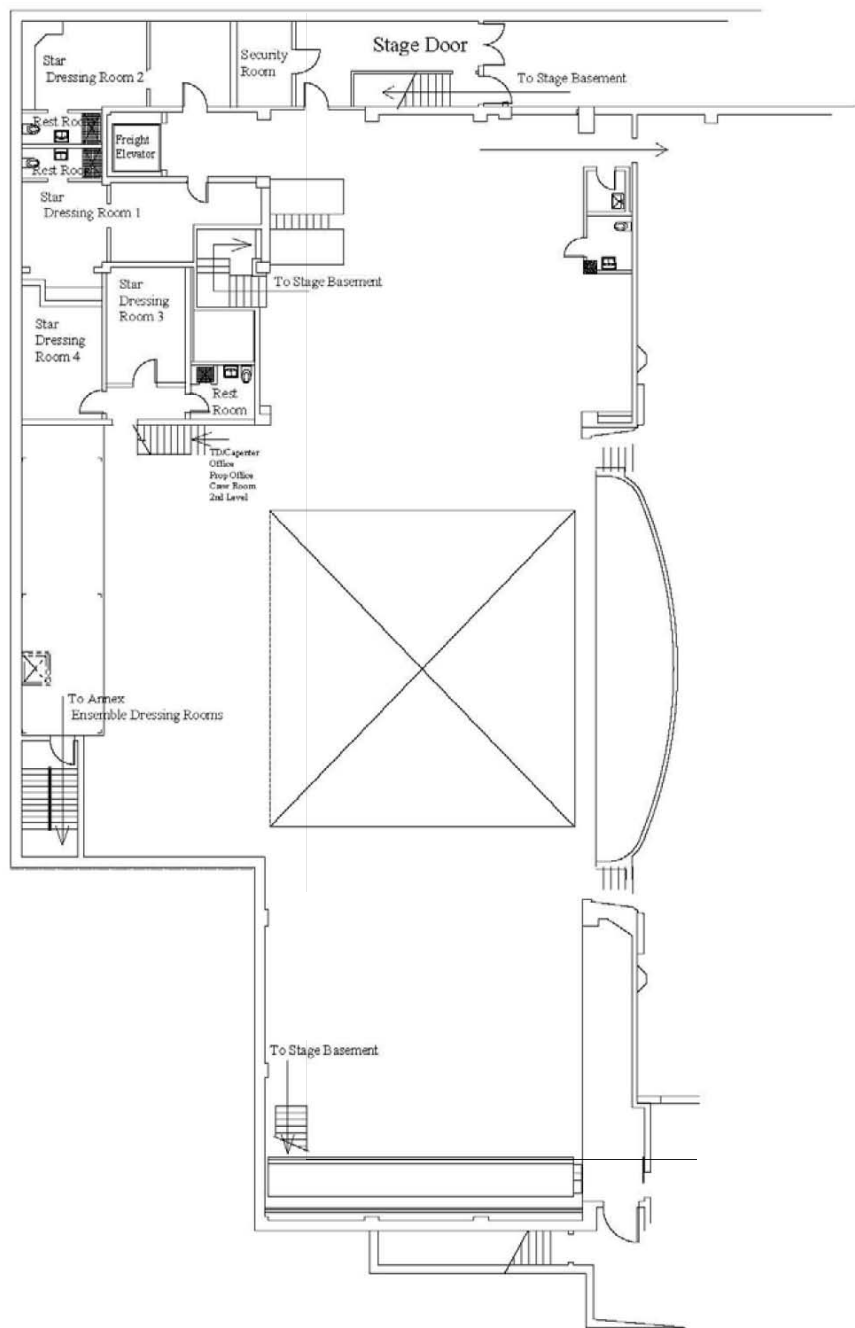 Stage Door
Security
Room
Star
Dressing Room 2
To Stage Basement
Rest Room
Freight
Elevator
Rest Room
Star
Dressing Room 1
To Stage Basement
Star
Dressing
Room 3
Star
Dressing
Room 4
Rest
Room
TD/Capenter
Office
Prop Office
Crew Room
2nd Level
To Annex
Ensemble Dressing Rooms
To Stage Basement